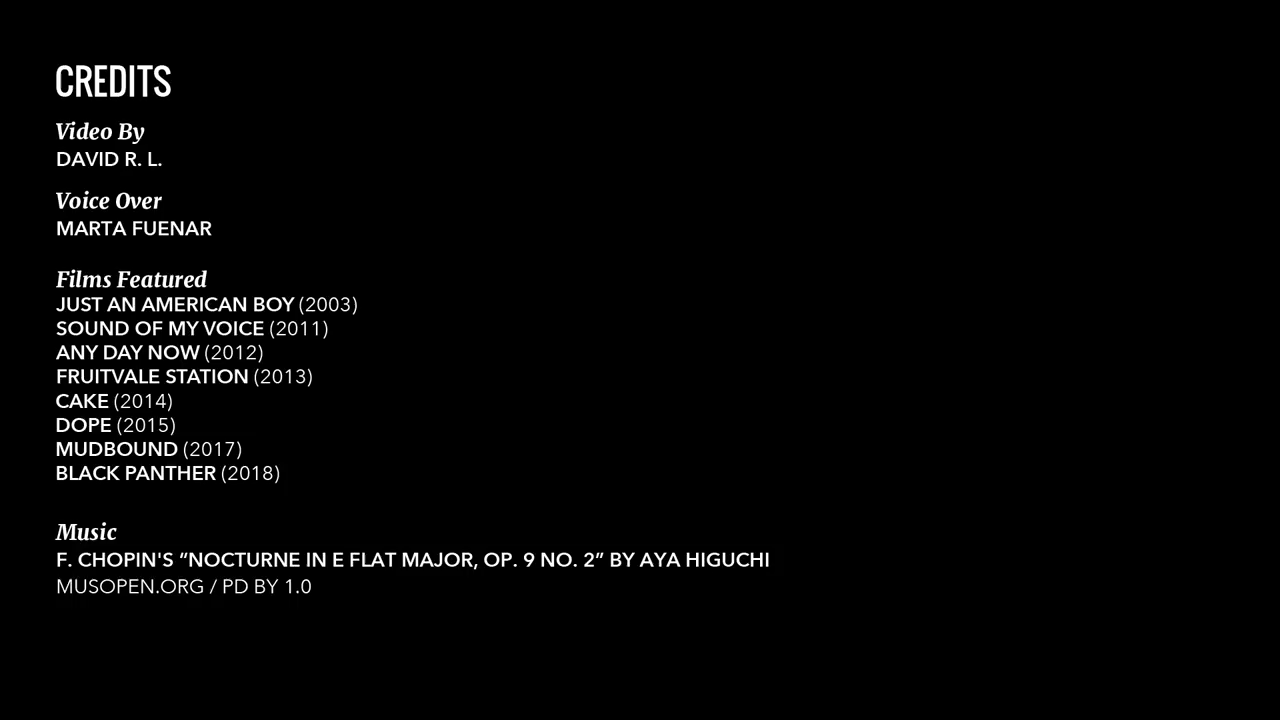 CREDITS
Video By
DAVID R. L.
Voice Over
MARTA FUENAR
Films Featured
JUST AN AMERICAN BOY (2003)
SOUND OF MY VOICE (2011)
ANY DAY NOW (2012)
FRUITVALE STATION (2013)
CAKE (2014)
DOPE (2015)
MUDBOUND (2017)
BLACK PANTHER (2018)
Music
F. CHOPIN'S “NOCTURNE IN E FLAT MAJOR, OP. 9 NO. 2” BY AYA HIGUCHI
MUSOPEN.ORG / PD BY 1.0